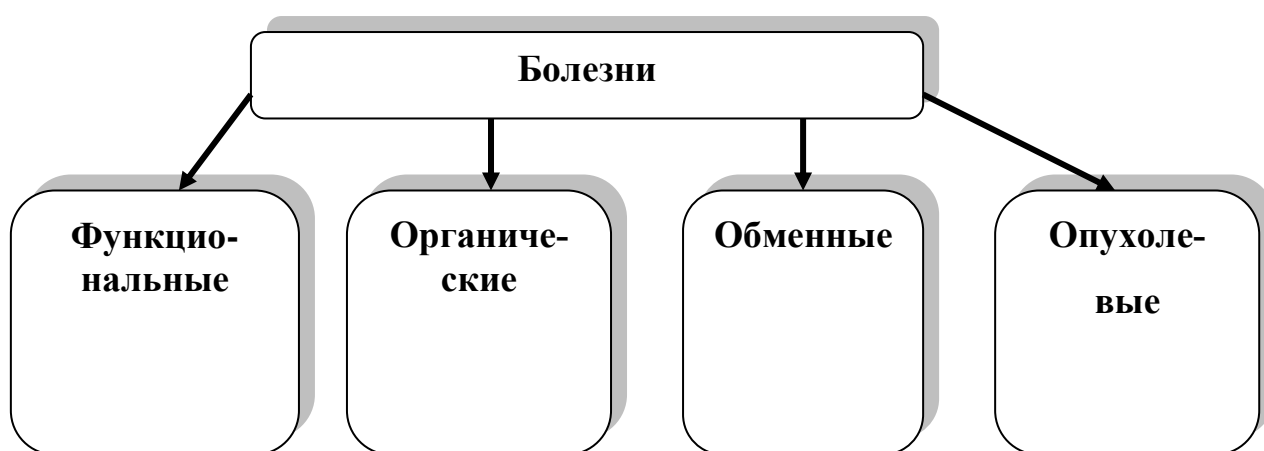 Болезни
Функцио-
нальные
Органиче-
ские
Обменные
Опухоле-
вые